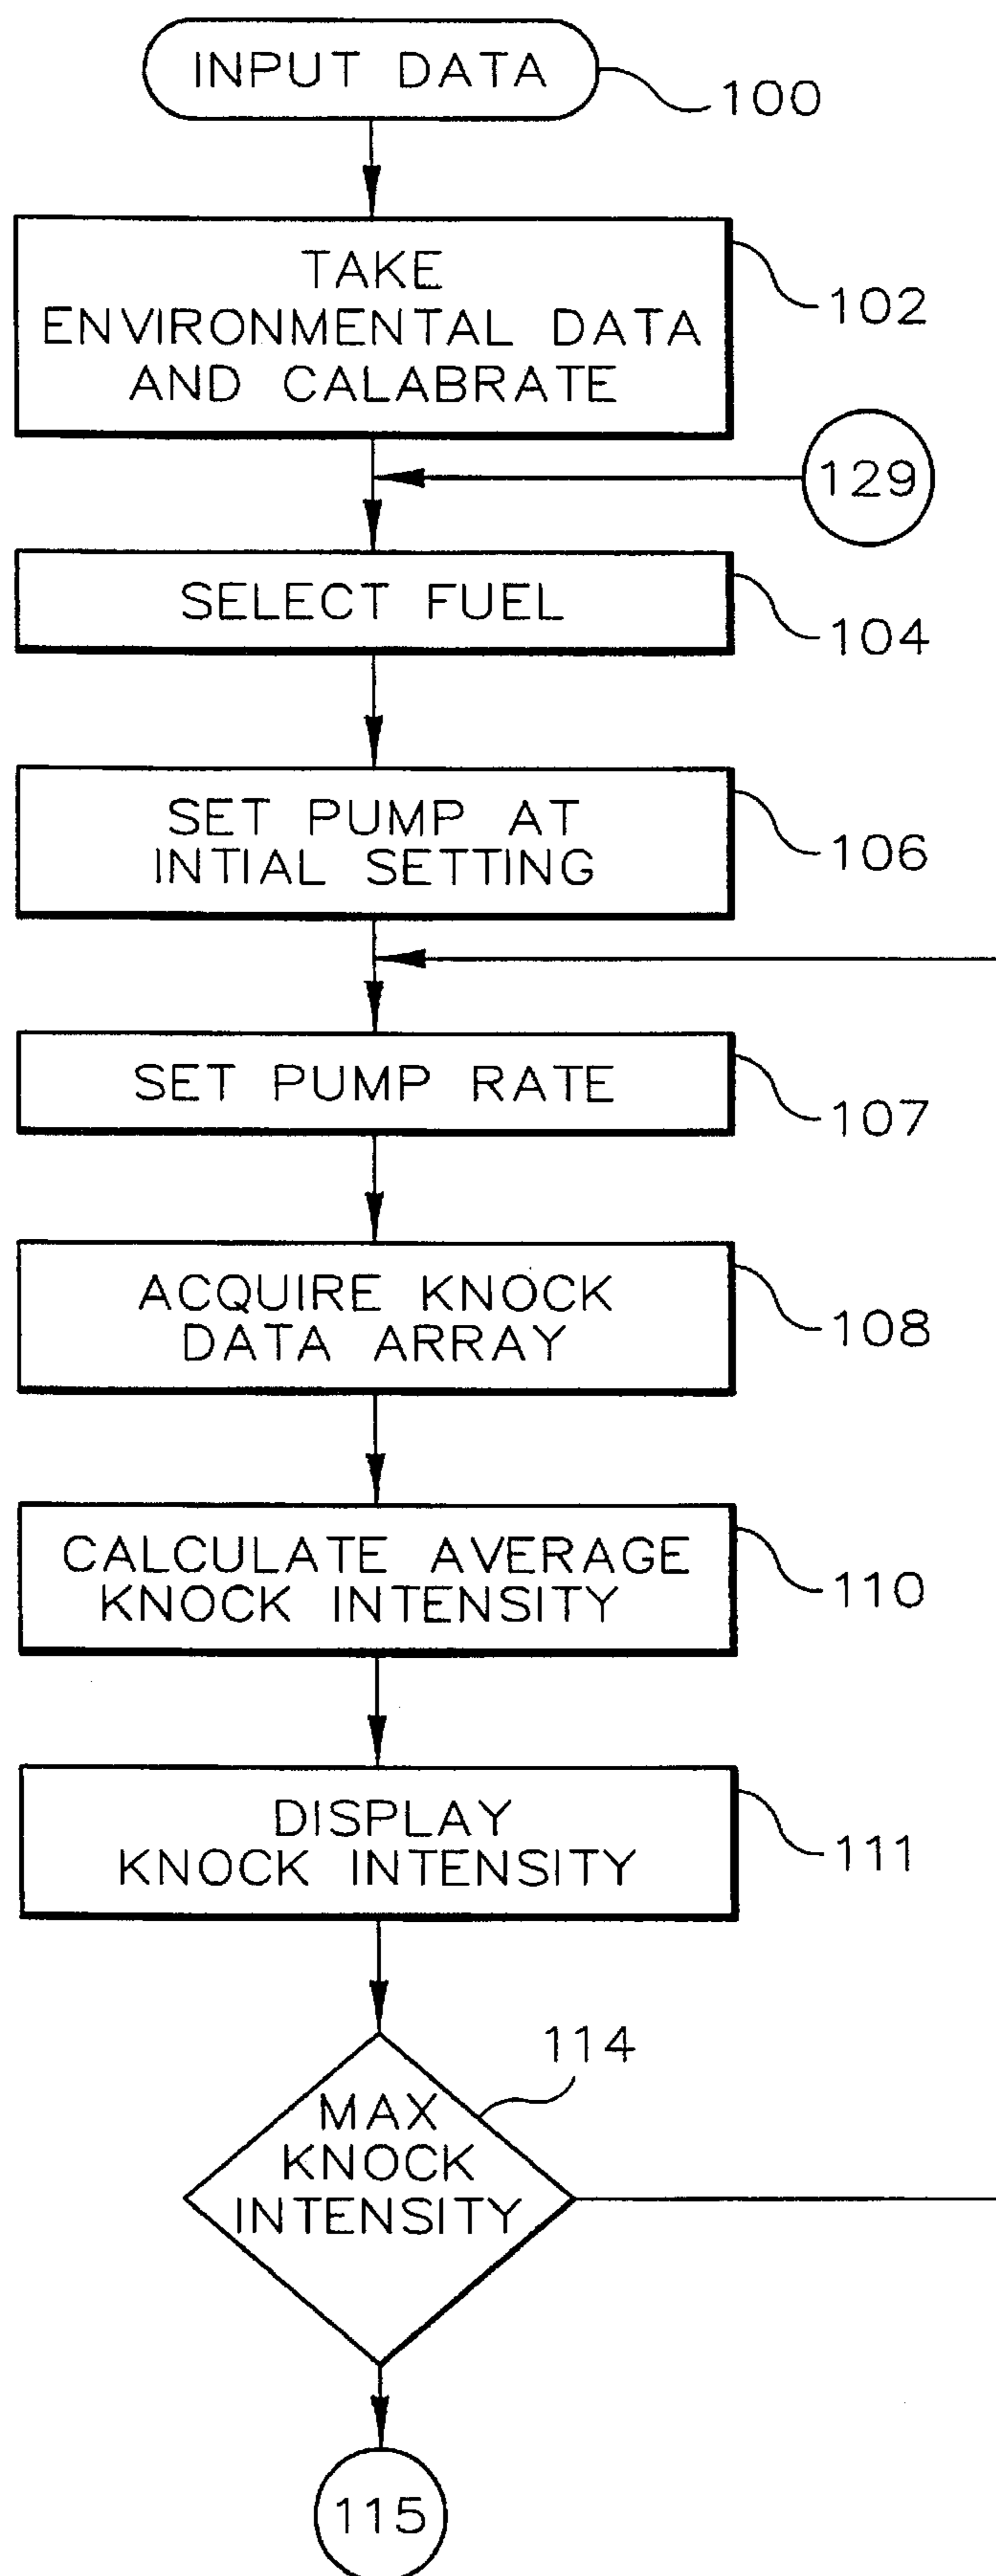 INPUT DATA
100
TAKE
ENVIRONMENTAL DATA
AND CALABRATE
102
129
SELECT FUEL
104
SET PUMP AT
INTIAL SETTING
106
SET PUMP RATE
107
ACQUIRE KNOCK
DATA ARRAY
108
CALCULATE AVERAGE
KNOCK INTENSITY
110
DISPLAY
KNOCK INTENSITY
111
114
MAX
KNOCK
INTENSITY
115